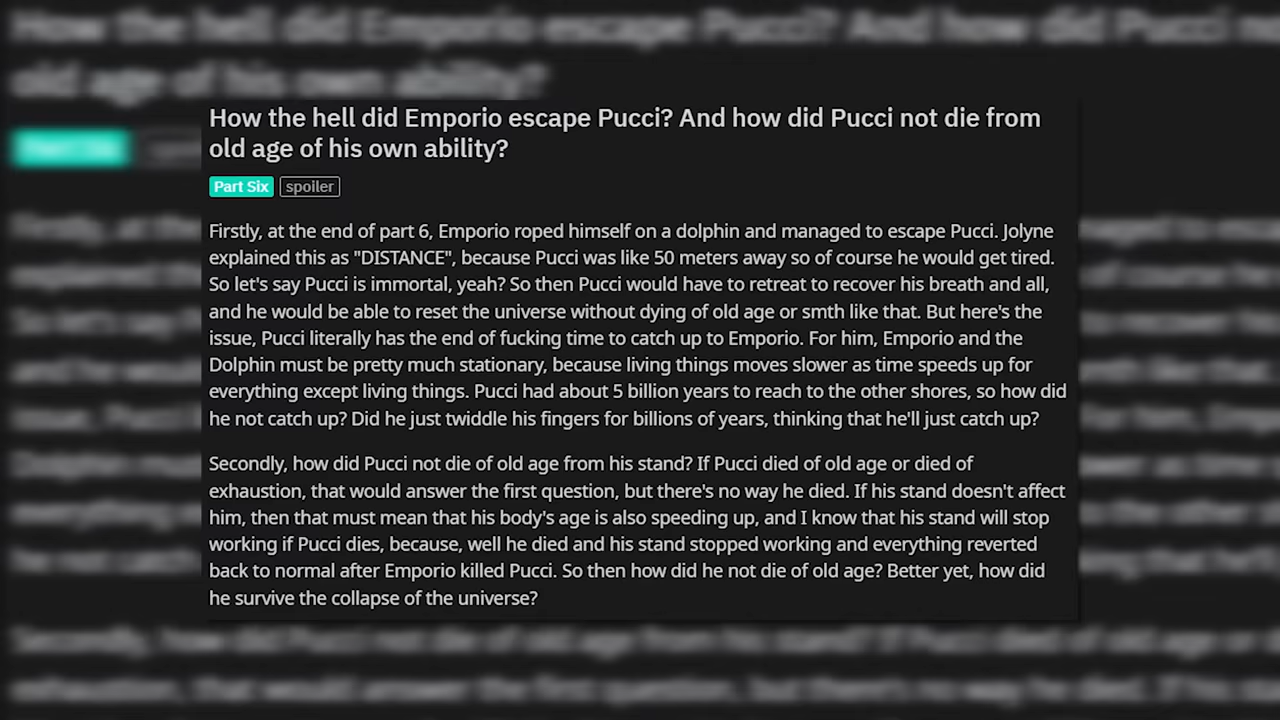 How the hell did Emporio escape Pucci? And how did Pucci not die from
old age of his own ability?
Part Six spoiler
Firstly, at the end of part 6, Emporio roped himself on a dolphin and managed to escape Pucci. Jolyne
explained this as "DISTANCE", because Pucci was like 50 meters away so of course he would get tired.
So let's say Pucci is immortal, yeah? So then Pucci would have to retreat to recover his breath and all,
and he would be able to reset the universe without dying of old age or smth like that. But here's the
issue, Pucci literally has the end of fucking time to catch up to Emporio. For him, Emporio and the
Dolphin must be pretty much stationary, because living things moves slower as time speeds up for
everything except living things. Pucci had about 5 billion years to reach to the other shores, so how did
he not catch up? Did he just twiddle his fingers for billions of years, thinking that he'll just catch up?
Secondly, how did Pucci not die of old age from his stand? If Pucci died of old age or died of
exhaustion, that would answer the first question, but there's no way he died. If his stand doesn't affect
him, then that must mean that his body's age is also speeding up, and I know that his stand will stop
working if Pucci dies, because, well he died and his stand stopped working and everything reverted
back to normal after Emporio killed Pucci. So then how did he not die of old age? Better yet, how did
he survive the collapse of the universe?